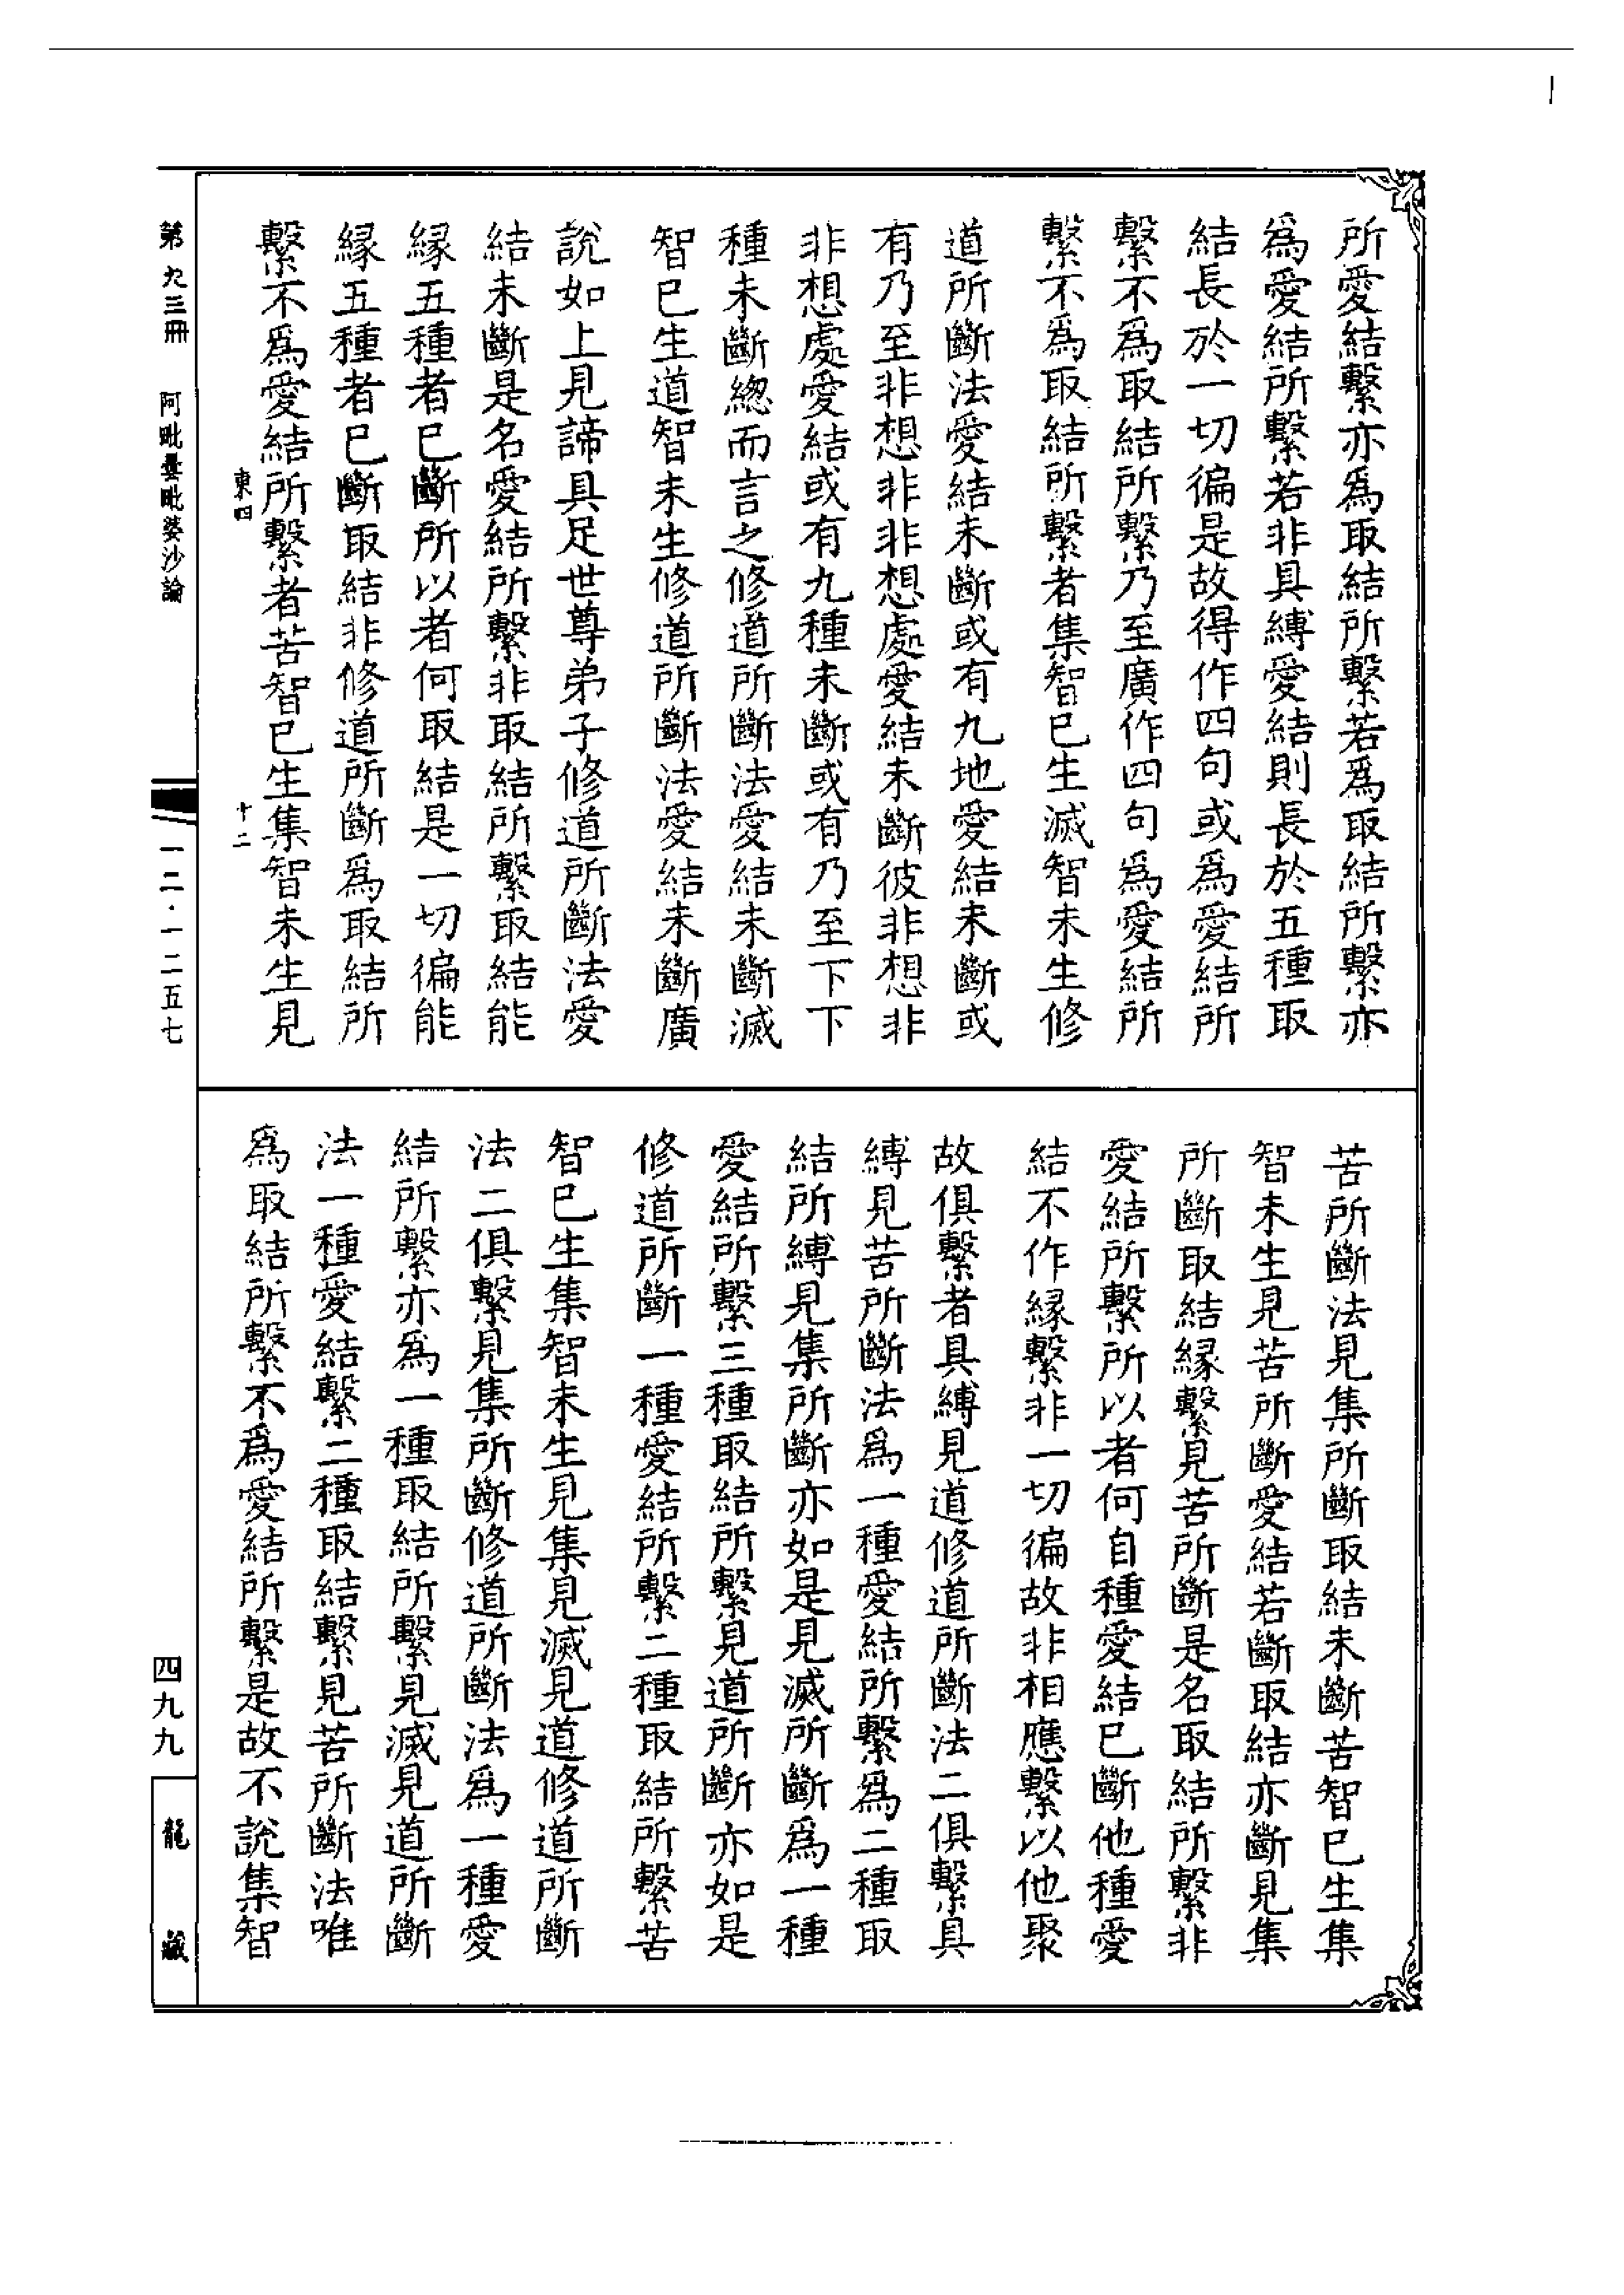 所愛結繫亦爲取結所繫若爲取結所繫亦
爲愛結所繫若非具縛愛結則長於五種取
結長於一切徧是故得作四句或爲愛結所
繫不爲取結所繫乃至廣作四句爲愛結所
繫不爲取結所繫者集智已生滅智未生修
道所斷法愛結未斷或有九地愛結未斷或
有乃至非想非非想處愛結未斷彼非想非
非想處愛結或有九種未斷或有乃至下下
種未斷緫而言之修道所斷法愛結未斷滅
智已生道智未生修道所斷法愛結未斷廣
說如上見諦具足世尊弟子修道所斷法愛
結未斷是名愛結所繫非取結所繫取結能
縁五種者已斷所以者何取結是一切徧能
縁五種者已斷取結非修道所斷爲取結所
繫不爲愛結所繫者苦智已生集智未生見
苦所斷法見集所斷取結未斷苦智已生集
智未生見苦所斷愛結若斷取結亦斷見集
所斷取結縁繫見苦所斷是名取結所繫非
愛結所繫所以者何自種愛結已斷他種愛
結不作縁繫非一切徧故非相應繫以他聚
故俱繫者具縛見道修道所斷法二俱繫具
縛見苦所斷法爲一種愛結所繫爲二種取
結所縛見集所斷亦如是見滅所斷爲一種
愛結所繫三種取結所繫見道所斷亦如是
修道所斷一種愛結所繫二種取結所繫苦
智已生集智未生見集見滅見道修道所斷
法二俱繫見集所斷修道所斷法爲一種愛
結所繫亦爲一種取結所繫見滅見道所斷
法一種愛結繫二種取結繫見苦所斷法唯
爲取結所繫不爲愛結所繫是故不說集智
東四
十二
第九三冊
阿毗曇毗婆沙論
一二·一二五七
四九九
龍藏